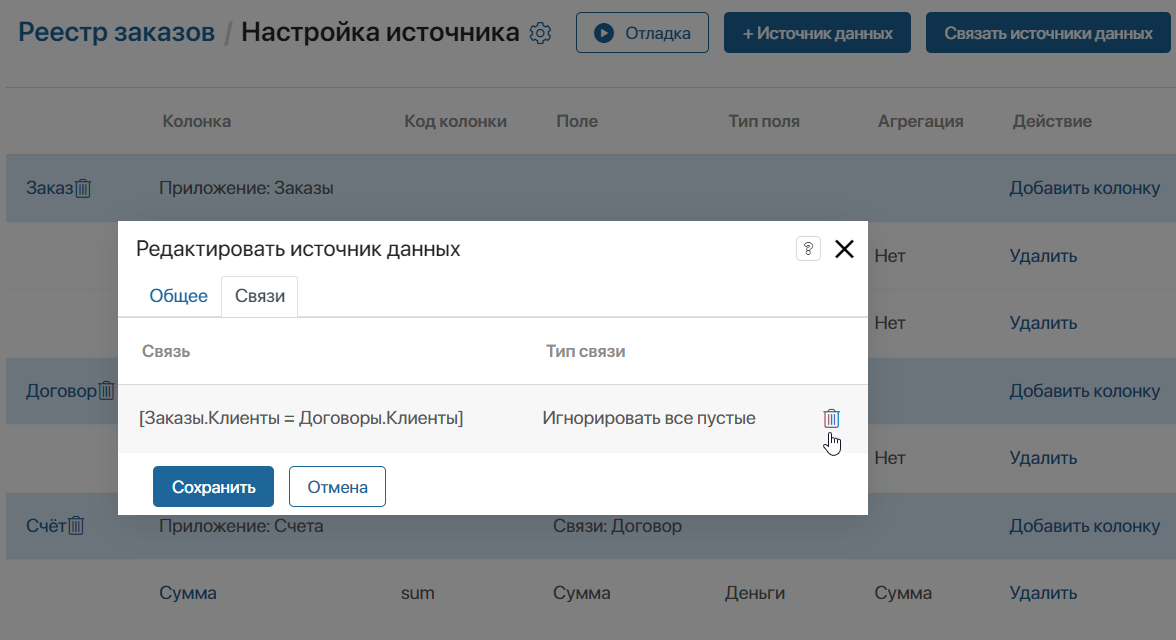 Реестр заказов / Настройка источника Отладка + Источник данных Связать источники данных
Колонка Код колонки Поле Тип поля Агрегация Действие
Заказ Приложение: Заказы Добавить колонку
Редактировать источник данных ?
Нет Удалить
Общее Связи
Нет Удалить
Связь Тип связи
Договор Добавить колонку
[Заказы.Клиенты = Договоры.Клиенты] Игнорировать все пустые
Нет Удалить
Сохранить Отмена
Счёт Приложение: Счета Связи: Договор Добавить колонку
Сумма sum Сумма Деньги Сумма Удалить